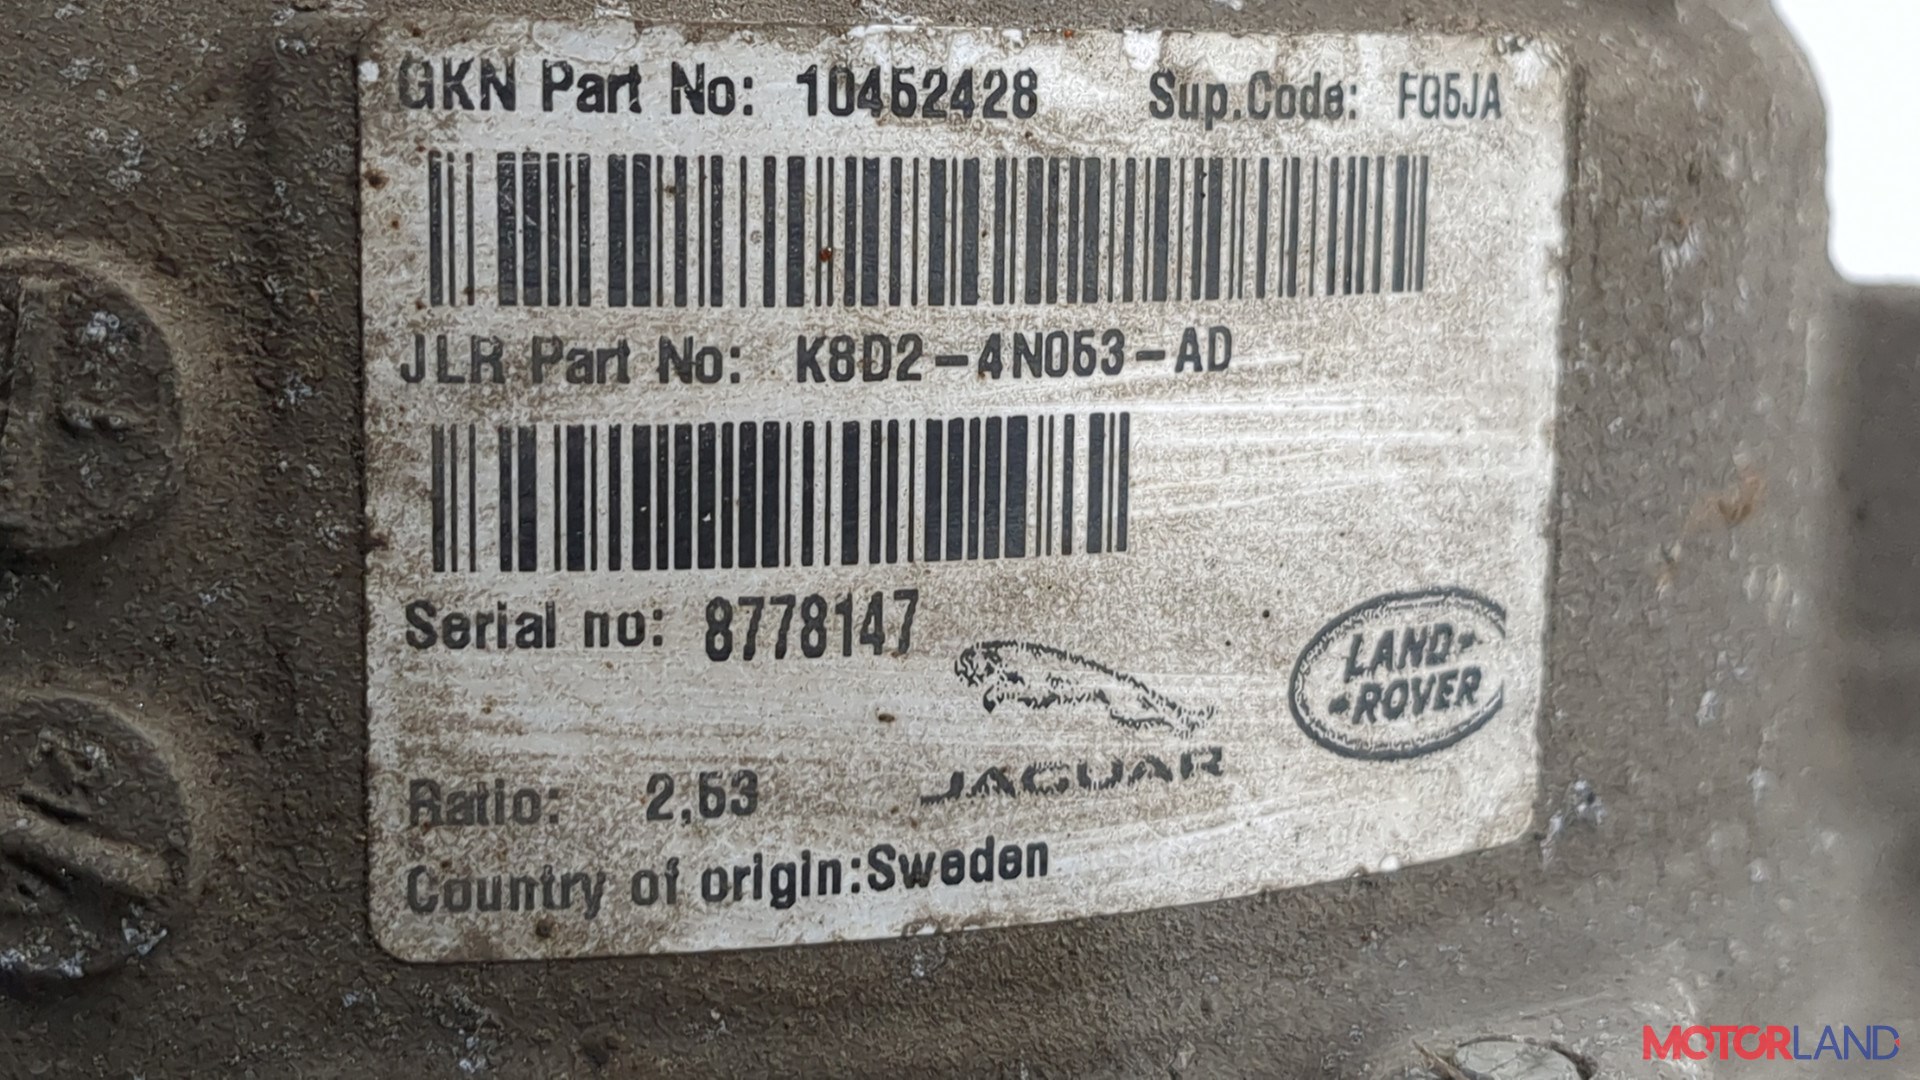 GKN Part No: 10452428 Sup.Code: FG5JA
JLR Part No: K8D2-4N053-AD
Serial no: 8778147
LAND
ROVER
JAGUAR
Ratio: 2,53
Country of origin:Sweden
MOTORLAND